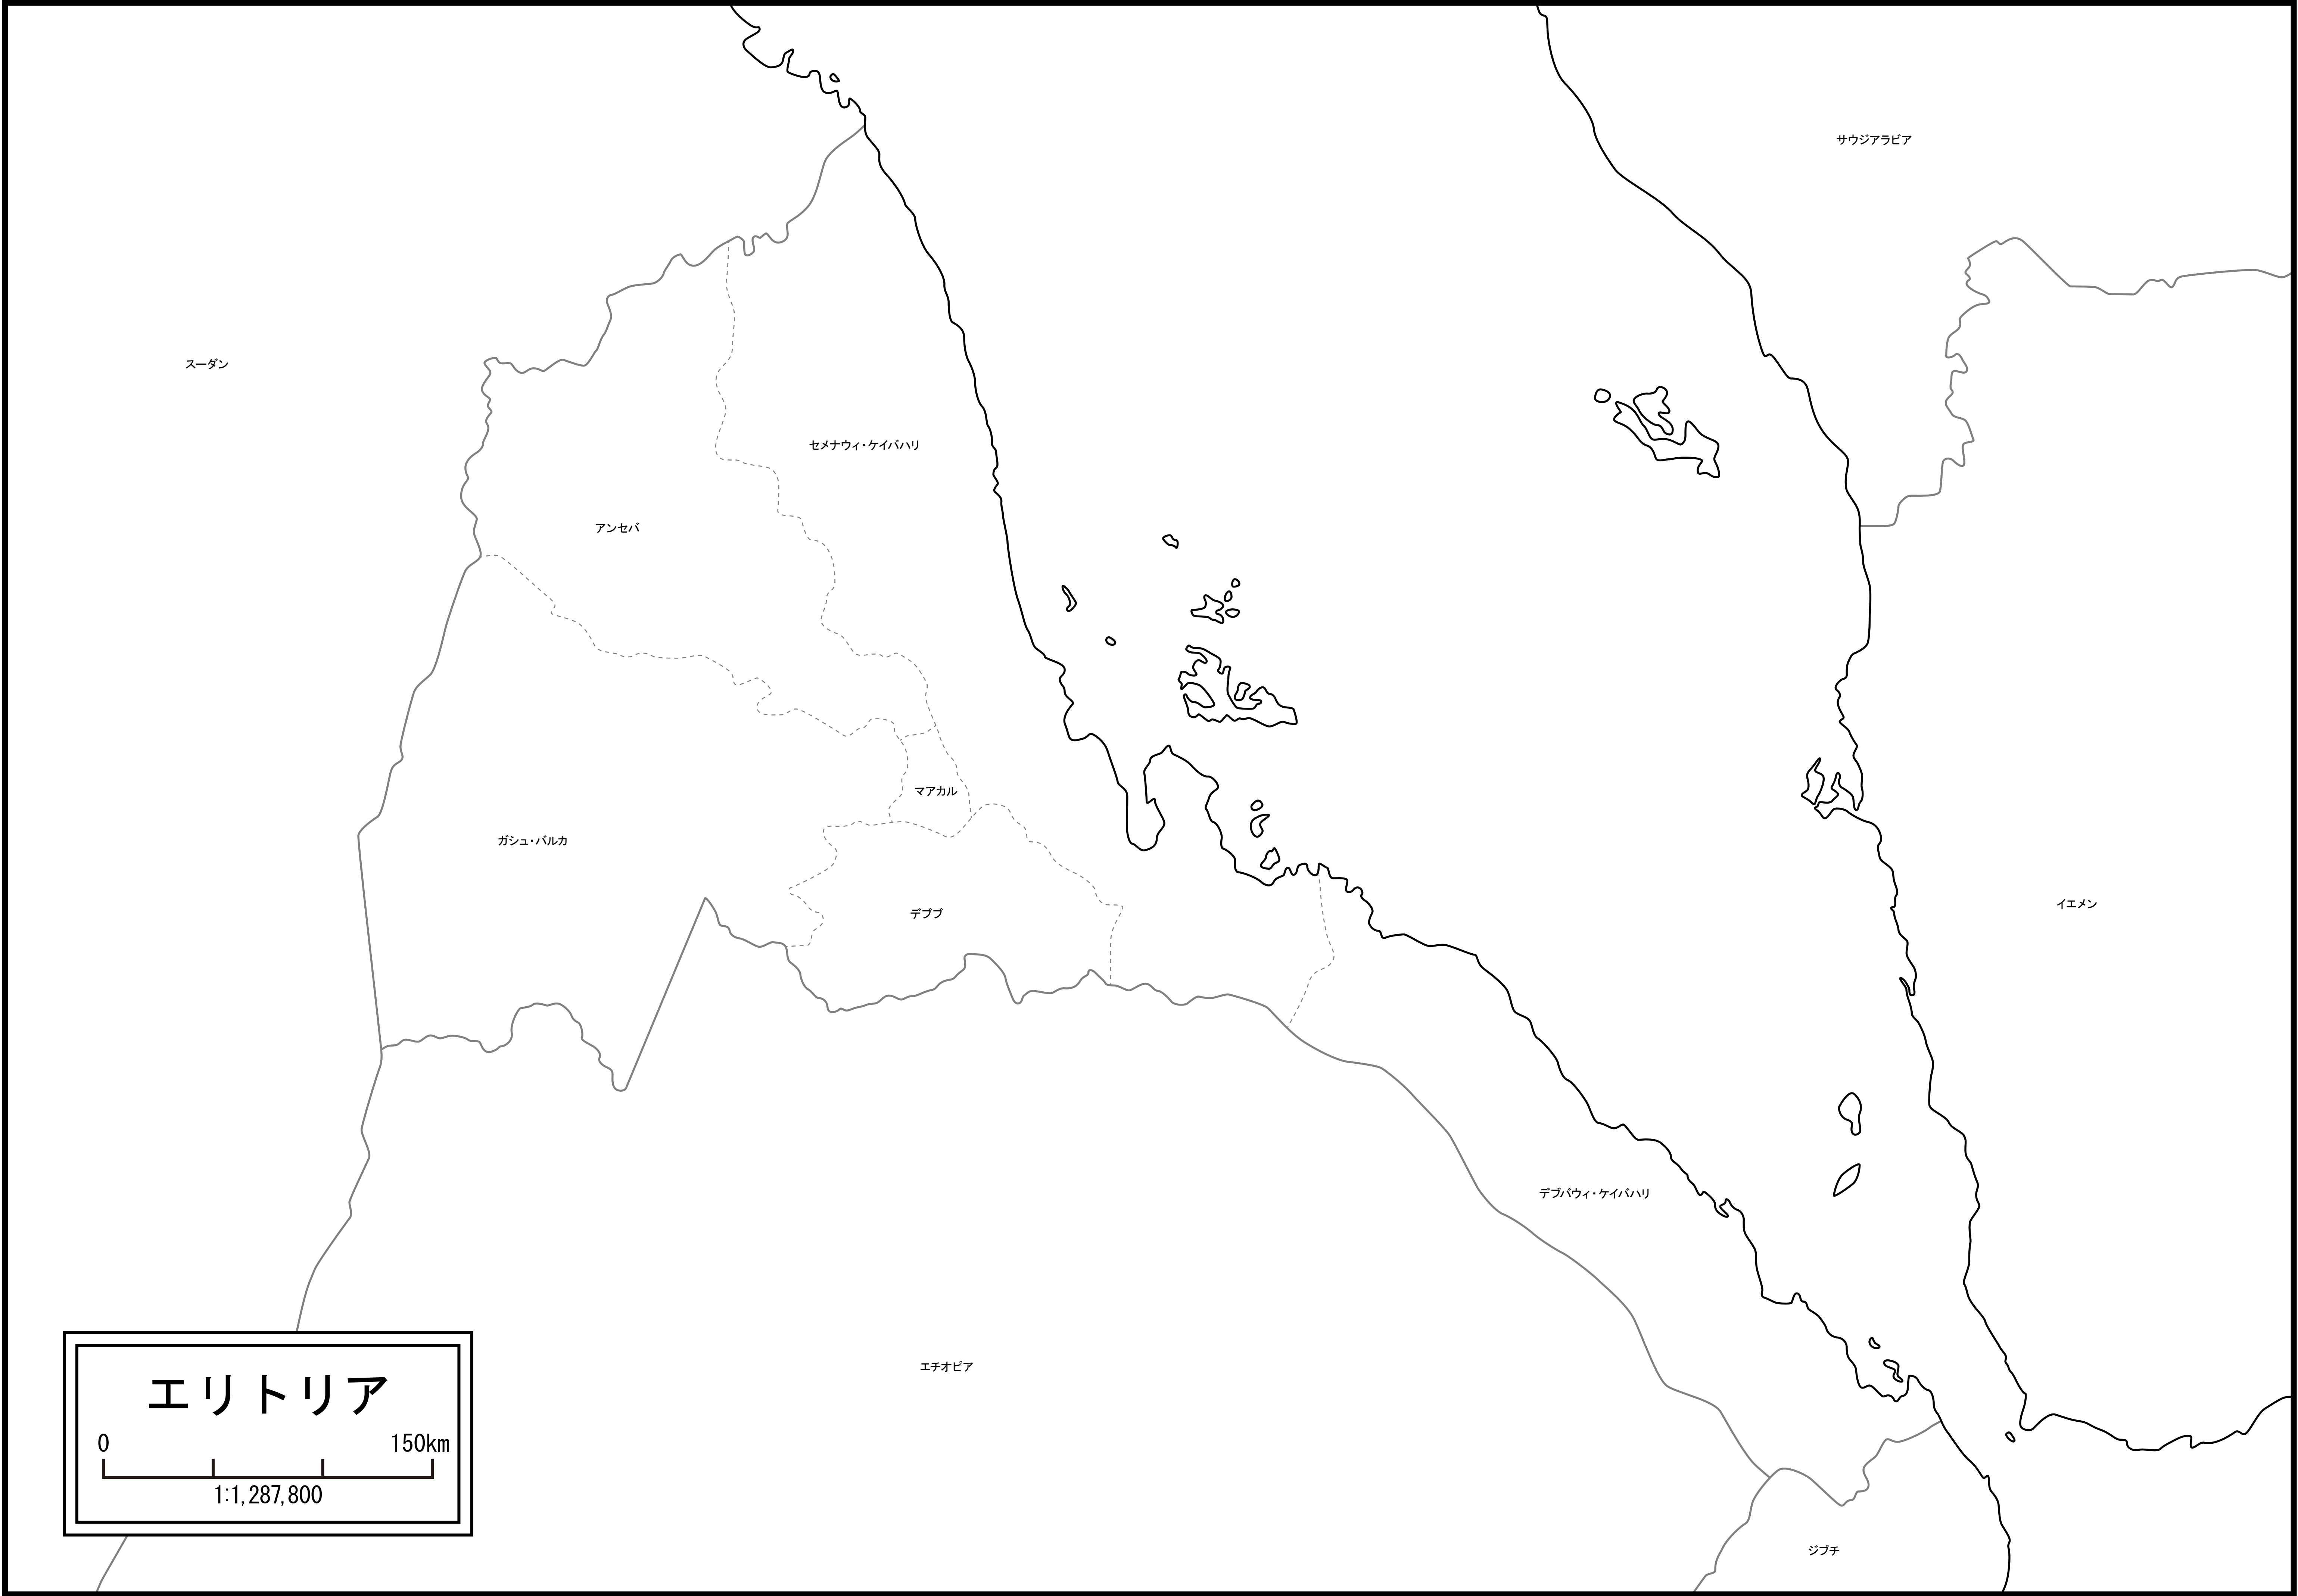 サウジアラビア
スーダン
セメナウィ・ケイバハリ
アンセバ
マアカル
ガシュ・バルカ
イエメン
デブブ
デブバウィ・ケイバハリ
エチオピア
エリトリア
0 150km
1:1,287,800
ジブチ